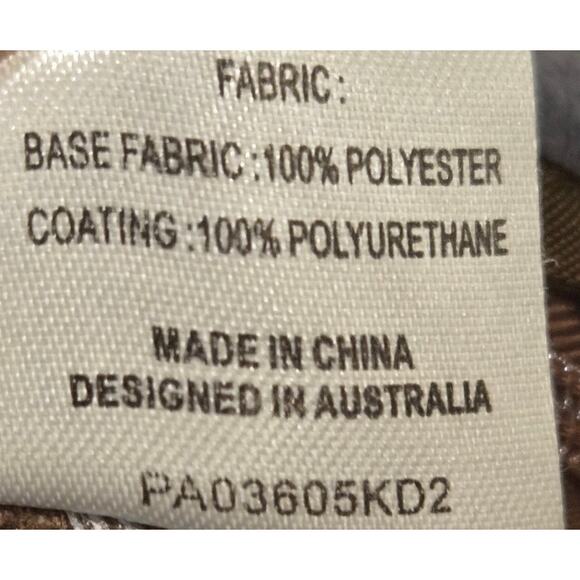 FABRIC:
BASE FABRIC:100% POLYESTER
COATING:100% POLYURETHANE
MADE IN CHINA
DESIGNED IN AUSTRALIA
PA03605KD2